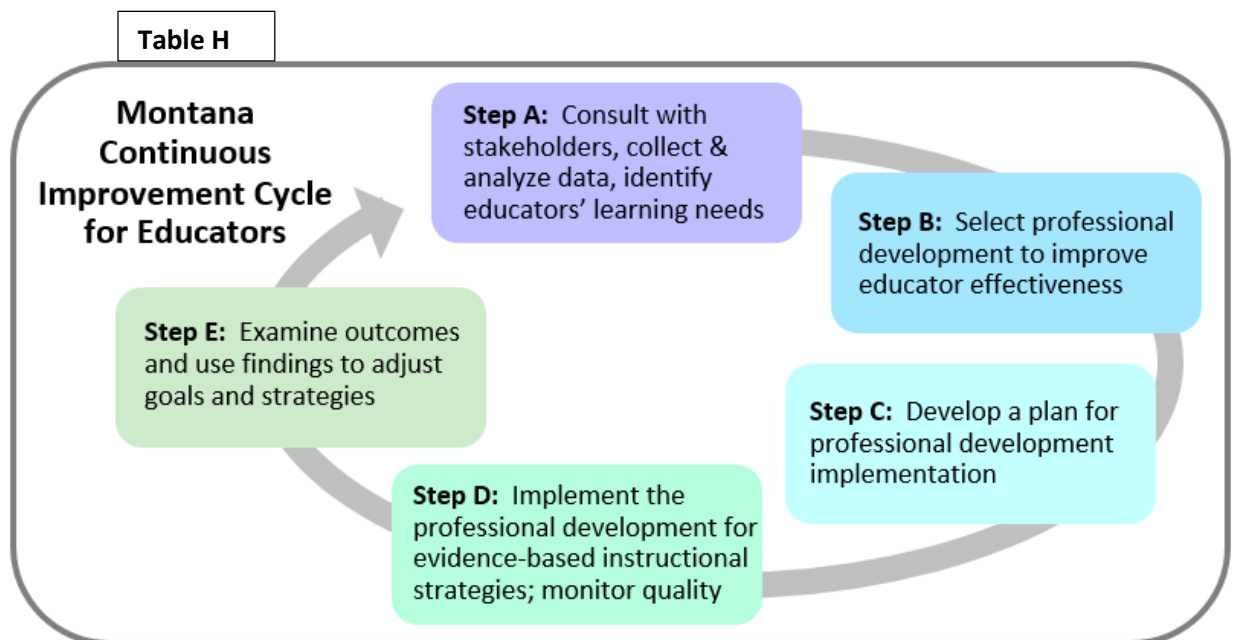 Table H
Montana
Continuous
Improvement Cycle
for Educators
Step A:  Consult with
stakeholders, collect &
analyze data, identify
educators’ learning needs
Step B:  Select professional
development to improve
educator effectiveness
Step C:  Develop a plan for
professional development
implementation
Step D:  Implement the
professional development for
evidence-based instructional
strategies; monitor quality
Step E:  Examine outcomes
and use findings to adjust
goals and strategies